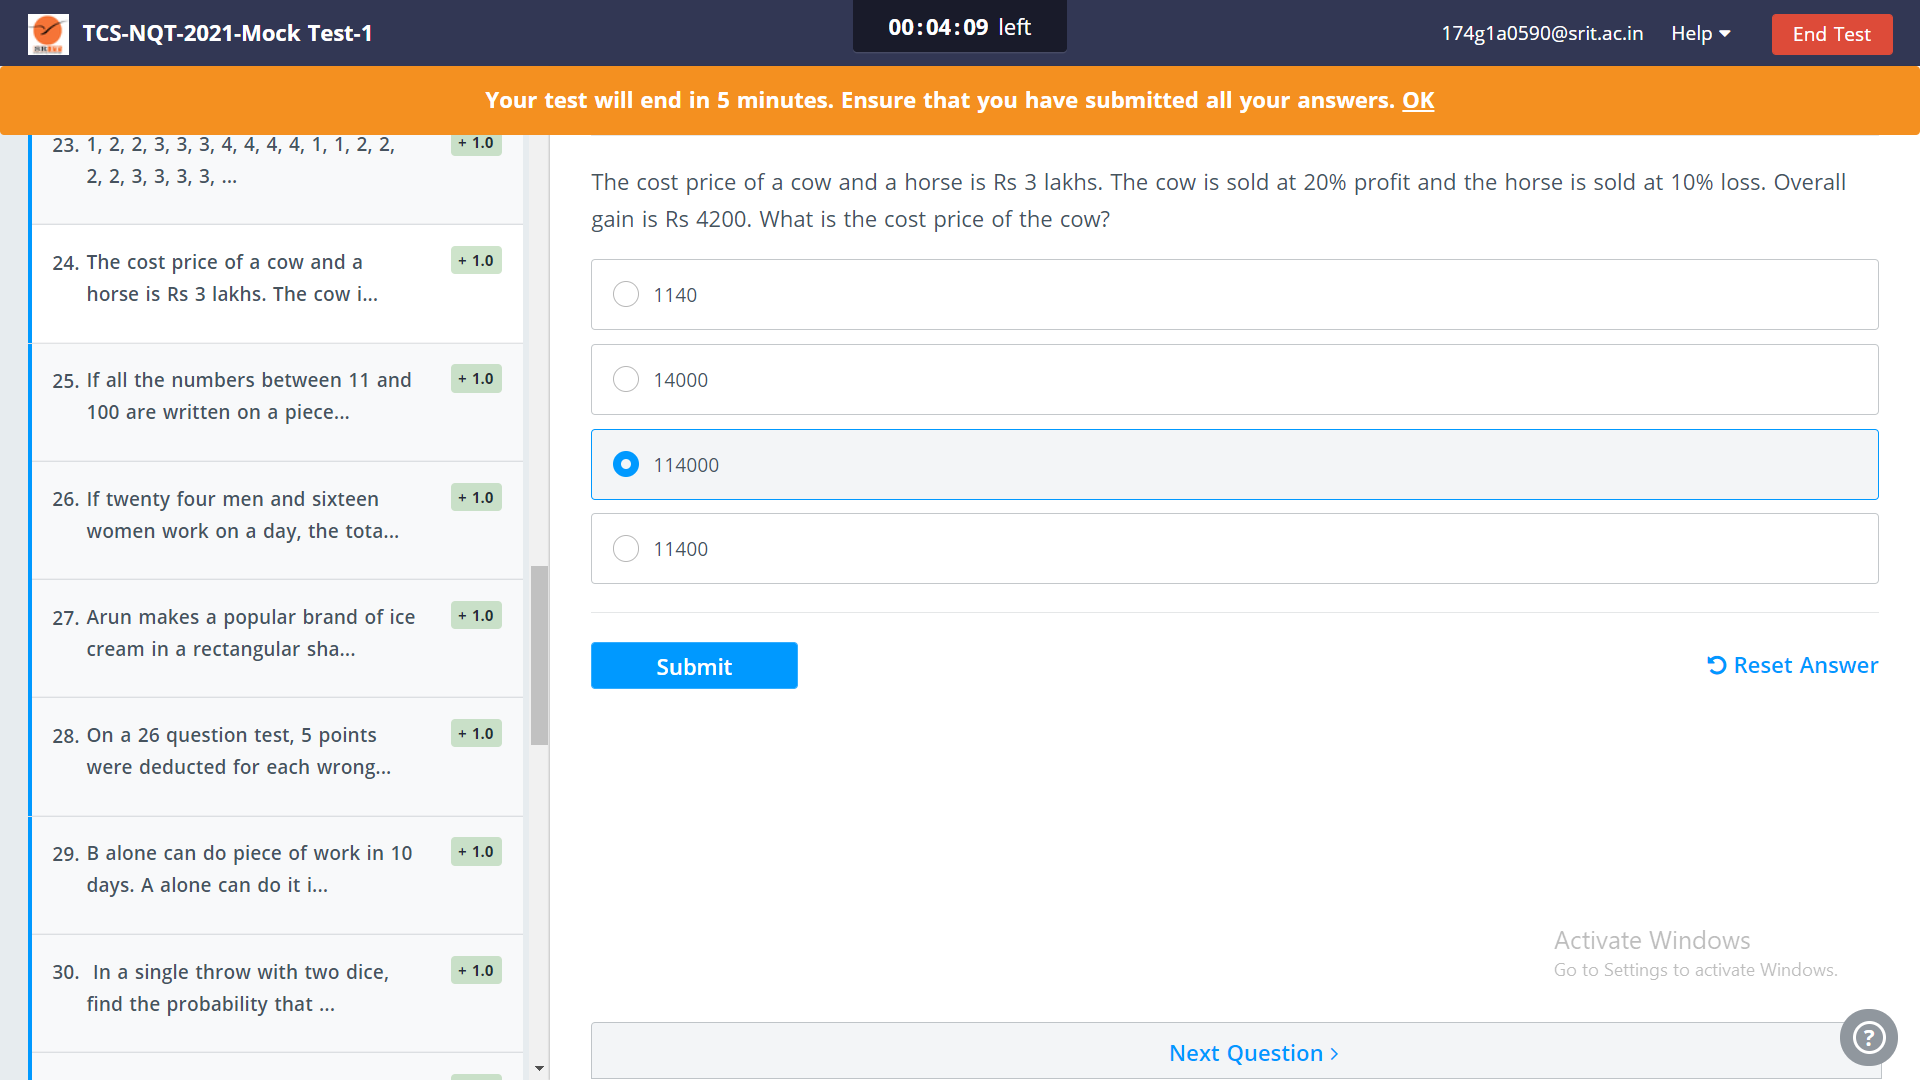 TCS-NQT-2021-Mock Test-1
00:04:09 left
174g1a0590@srit.ac.in
Help
End Test
Your test will end in 5 minutes. Ensure that you have submitted all your answers. OK
23. 1, 2, 2, 3, 3, 3, 4, 4, 4, 4, 1, 1, 2, 2,
2, 2, 3, 3, 3, 3, ...
+ 1.0
24. The cost price of a cow and a
horse is Rs 3 lakhs. The cow i...
+ 1.0
25. If all the numbers between 11 and
100 are written on a piece...
+ 1.0
26. If twenty four men and sixteen
women work on a day, the tota...
+ 1.0
27. Arun makes a popular brand of ice
cream in a rectangular sha...
+ 1.0
28. On a 26 question test, 5 points
were deducted for each wrong...
+ 1.0
29. B alone can do piece of work in 10
days. A alone can do it i...
+ 1.0
30. In a single throw with two dice,
find the probability that ...
+ 1.0
The cost price of a cow and a horse is Rs 3 lakhs. The cow is sold at 20% profit and the horse is sold at 10% loss. Overall
gain is Rs 4200. What is the cost price of the cow?
1140
14000
114000
11400
Submit
Reset Answer
Activate Windows
Go to Settings to activate Windows.
Next Question >
?